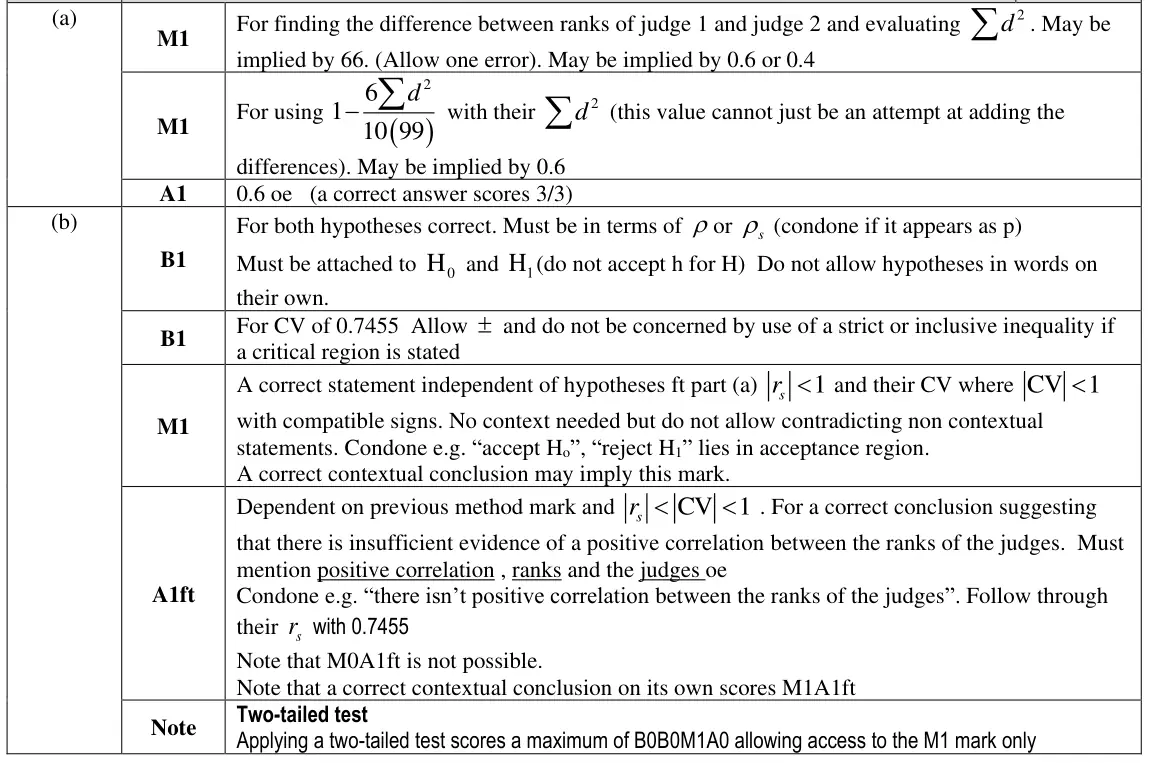 (a)
M1
For finding the difference between ranks of judge 1 and judge 2 and evaluating ∑d². May be
implied by 66. (Allow one error). May be implied by 0.6 or 0.4
M1
For using 1 − 6∑d² / 10(99) with their ∑d² (this value cannot just be an attempt at adding the
differences). May be implied by 0.6
A1
0.6 oe (a correct answer scores 3/3)
(b)
B1
For both hypotheses correct. Must be in terms of ρ or ρₛ (condone if it appears as p)
Must be attached to H₀ and H₁(do not accept h for H) Do not allow hypotheses in words on
their own.
B1
For CV of 0.7455 Allow ± and do not be concerned by use of a strict or inclusive inequality if
a critical region is stated
M1
A correct statement independent of hypotheses ft part (a) |rₛ| < 1 and their CV where |CV| < 1
with compatible signs. No context needed but do not allow contradicting non contextual
statements. Condone e.g. “accept Hₒ”, “reject H₁” lies in acceptance region.
A correct contextual conclusion may imply this mark.
A1ft
Dependent on previous method mark and |rₛ| < |CV| < 1 . For a correct conclusion suggesting
that there is insufficient evidence of a positive correlation between the ranks of the judges. Must
mention positive correlation , ranks and the judges oe
Condone e.g. “there isn’t positive correlation between the ranks of the judges”. Follow through
their rₛ with 0.7455
Note that M0A1ft is not possible.
Note that a correct contextual conclusion on its own scores M1A1ft
Note
Two-tailed test
Applying a two-tailed test scores a maximum of B0B0M1A0 allowing access to the M1 mark only